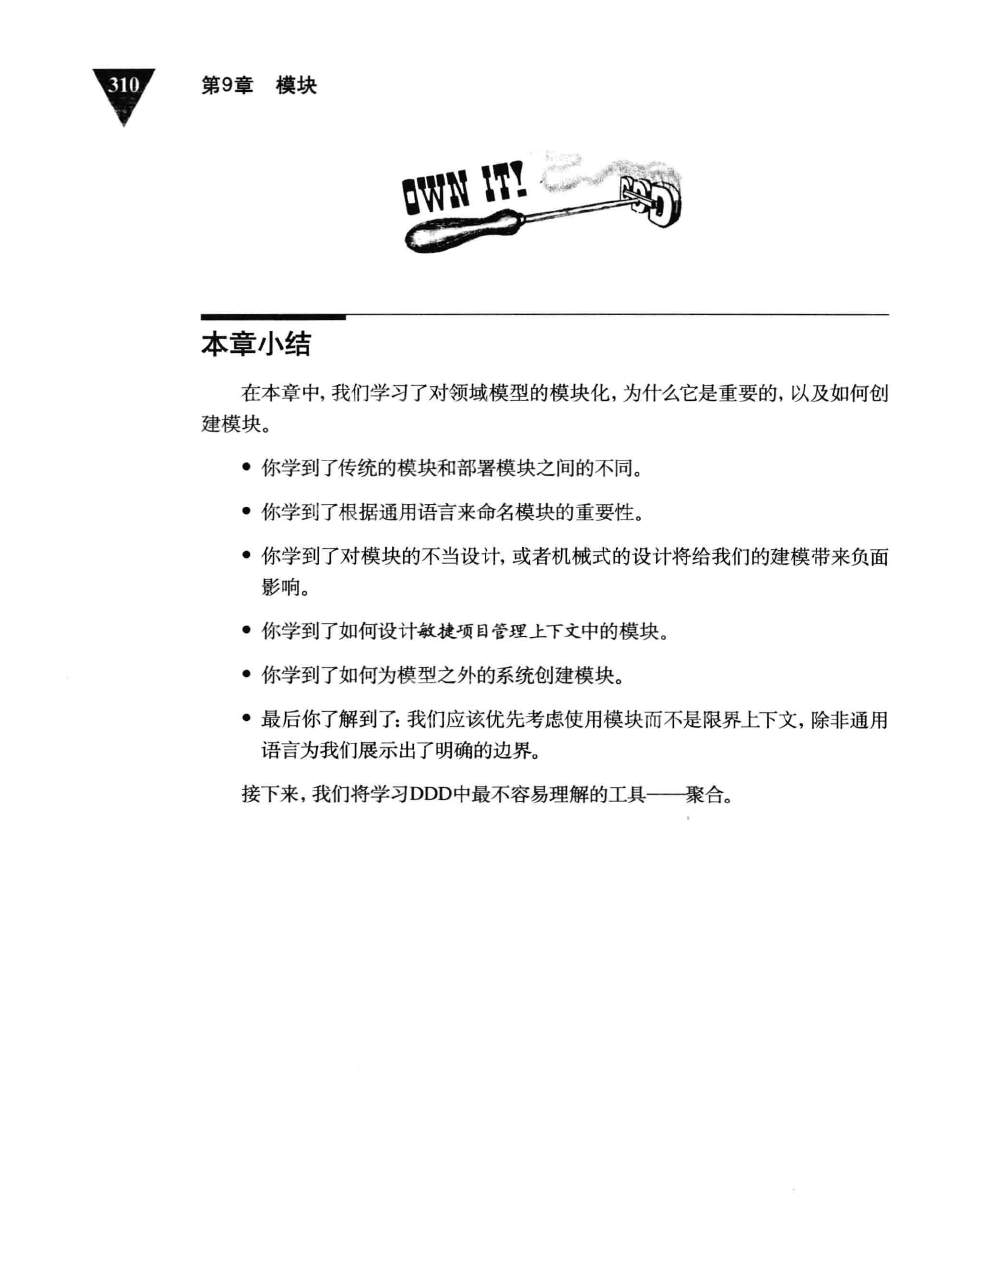 310
第9章 模块
OWN IT!
DDD
本章小结
在本章中,我们学习了对领域模型的模块化,为什么它是重要的,以及如何创
建模块。
● 你学到了传统的模块和部署模块之间的不同。
● 你学到了根据通用语言来命名模块的重要性。
● 你学到了对模块的不当设计,或者机械式的设计将给我们的建模带来负面
影响。
● 你学到了如何设计敏捷项目管理上下文中的模块。
● 你学到了如何为模型之外的系统创建模块。
● 最后你了解到了:我们应该优先考虑使用模块而不是限界上下文,除非通用
语言为我们展示出了明确的边界。
接下来,我们将学习DDD中最不容易理解的工具——聚合。